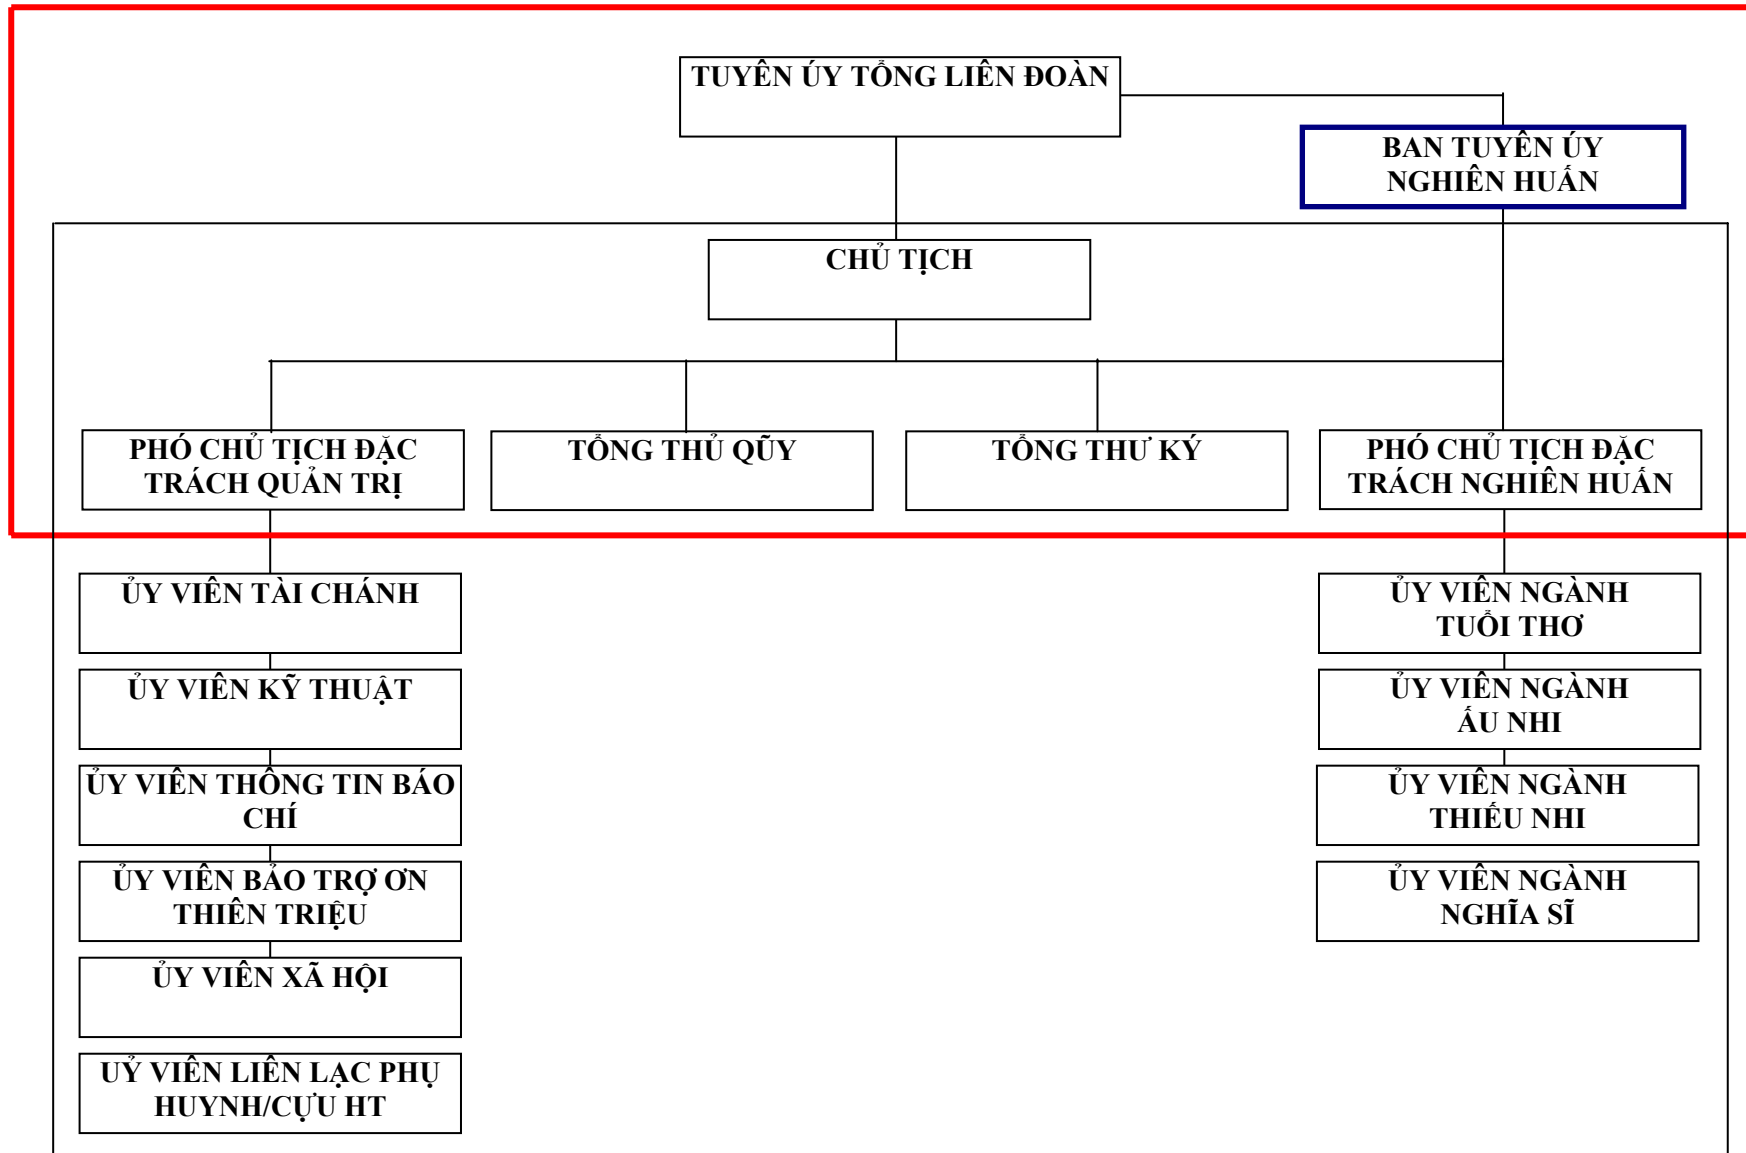 TUYÊN ÚY TỔNG LIÊN ĐOÀN
BAN TUYÊN ÚY
NGHIÊN HUẤN
CHỦ TỊCH
PHÓ CHỦ TỊCH ĐẶC
TRÁCH QUẢN TRỊ
TỔNG THỦ QŨY
TỔNG THƯ KÝ
PHÓ CHỦ TỊCH ĐẶC
TRÁCH NGHIÊN HUẤN
ỦY VIÊN TÀI CHÁNH
ỦY VIÊN KỸ THUẬT
ỦY VIÊN THÔNG TIN BÁO
CHÍ
ỦY VIÊN BẢO TRỢ ƠN
THIÊN TRIỆU
ỦY VIÊN XÃ HỘI
UỶ VIÊN LIÊN LẠC PHỤ
HUYNH/CỰU HT
ỦY VIÊN NGÀNH
TUỔI THƠ
ỦY VIÊN NGÀNH
ẤU NHI
ỦY VIÊN NGÀNH
THIẾU NHI
ỦY VIÊN NGÀNH
NGHĨA SĨ